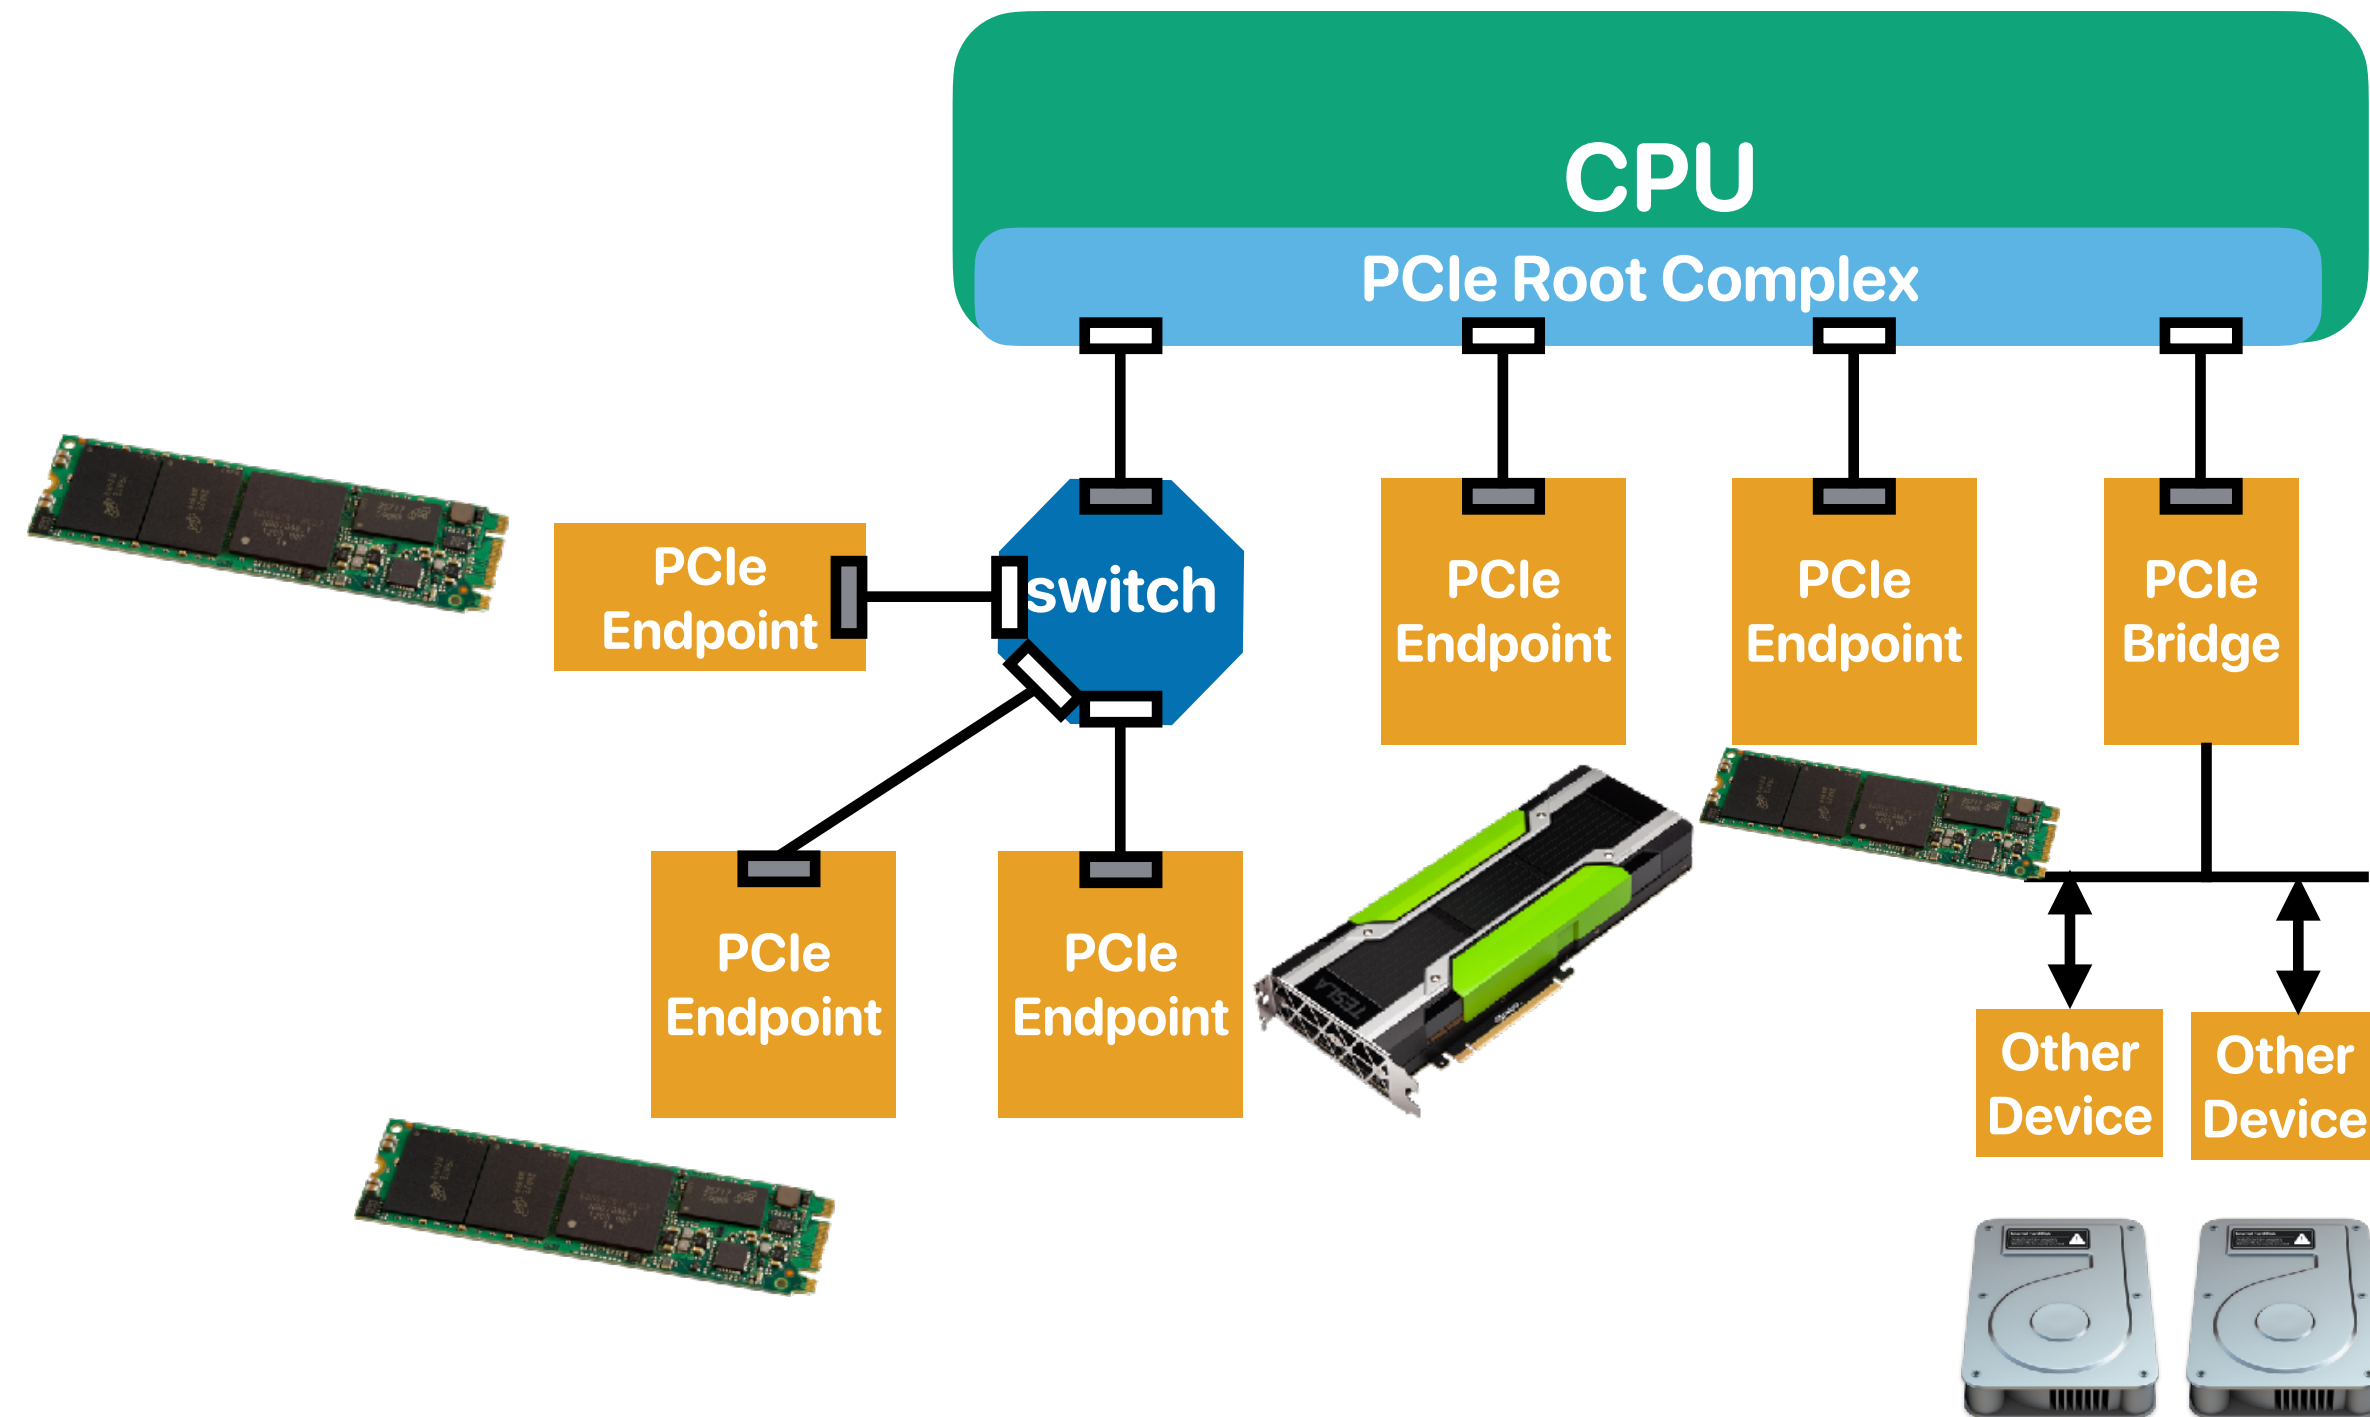 CPU
PCIe Root Complex
PCIe
Endpoint
switch
PCIe
Endpoint
PCIe
Endpoint
PCIe
Bridge
PCIe
Endpoint
PCIe
Endpoint
TESLA
Other
Device
Other
Device